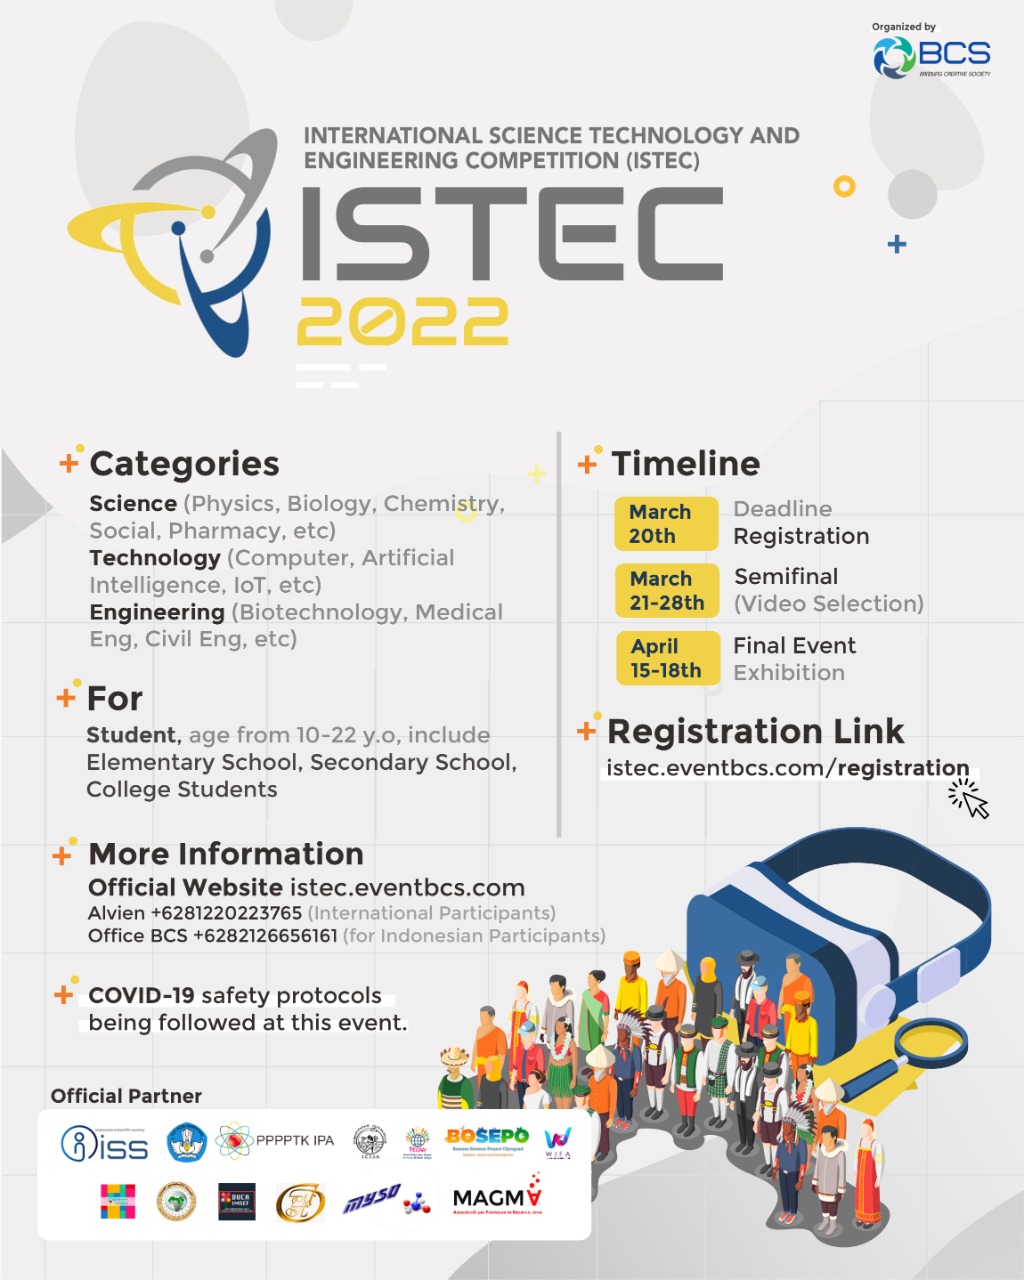 Organized by
BCS
BANDUNG CREATIVE SOCIETY
INTERNATIONAL SCIENCE TECHNOLOGY AND
ENGINEERING COMPETITION (ISTEC)
ISTEC
2022
Categories
Science (Physics, Biology, Chemistry,
Social, Pharmacy, etc)
Technology (Computer, Artificial
Intelligence, IoT, etc)
Engineering (Biotechnology, Medical
Eng, Civil Eng, etc)
For
Student, age from 10-22 y.o, include
Elementary School, Secondary School,
College Students
Timeline
March
20th
Deadline
Registration
March
21-28th
Semifinal
(Video Selection)
April
15-18th
Final Event
Exhibition
Registration Link
istec.eventbcs.com/registration
More Information
Official Website istec.eventbcs.com
Alvien +6281220223765 (International Participants)
Office BCS +6282126656161 (for Indonesian Participants)
COVID-19 safety protocols
being followed at this event.
Official Partner
iss
PPPPTK IPA
BOSEPO
WIFA
BUCA
IMSEF
MYSO
MAGMA